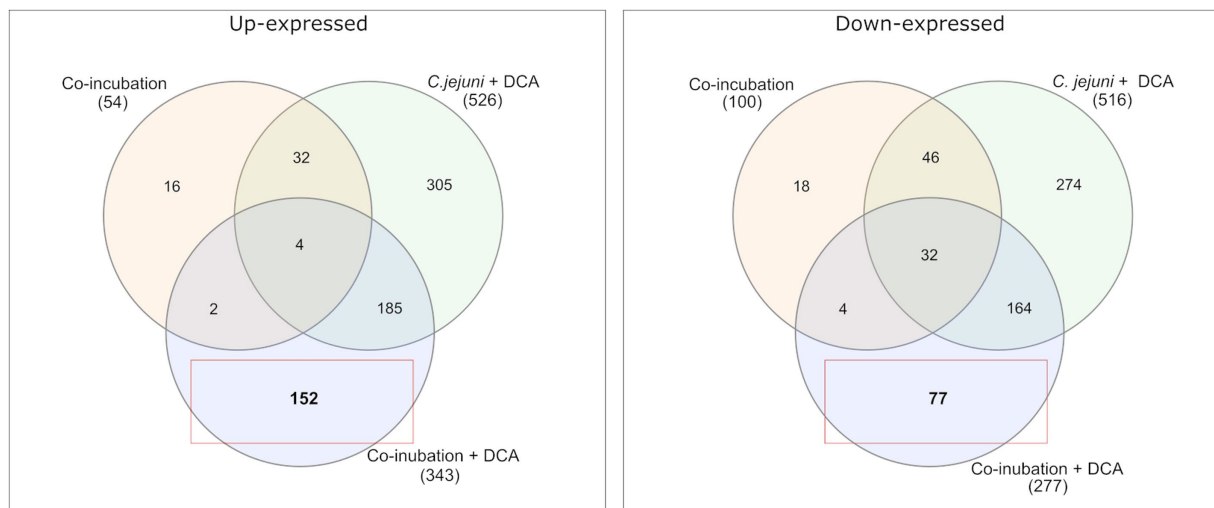 Up-expressed
Co-incubation
(54)
C.jejuni + DCA
(526)
32
16
305
4
2
185
152
Co-inubation + DCA
(343)
Down-expressed
Co-incubation
(100)
C. jejuni + DCA
(516)
46
18
274
32
4
164
77
Co-inubation + DCA
(277)